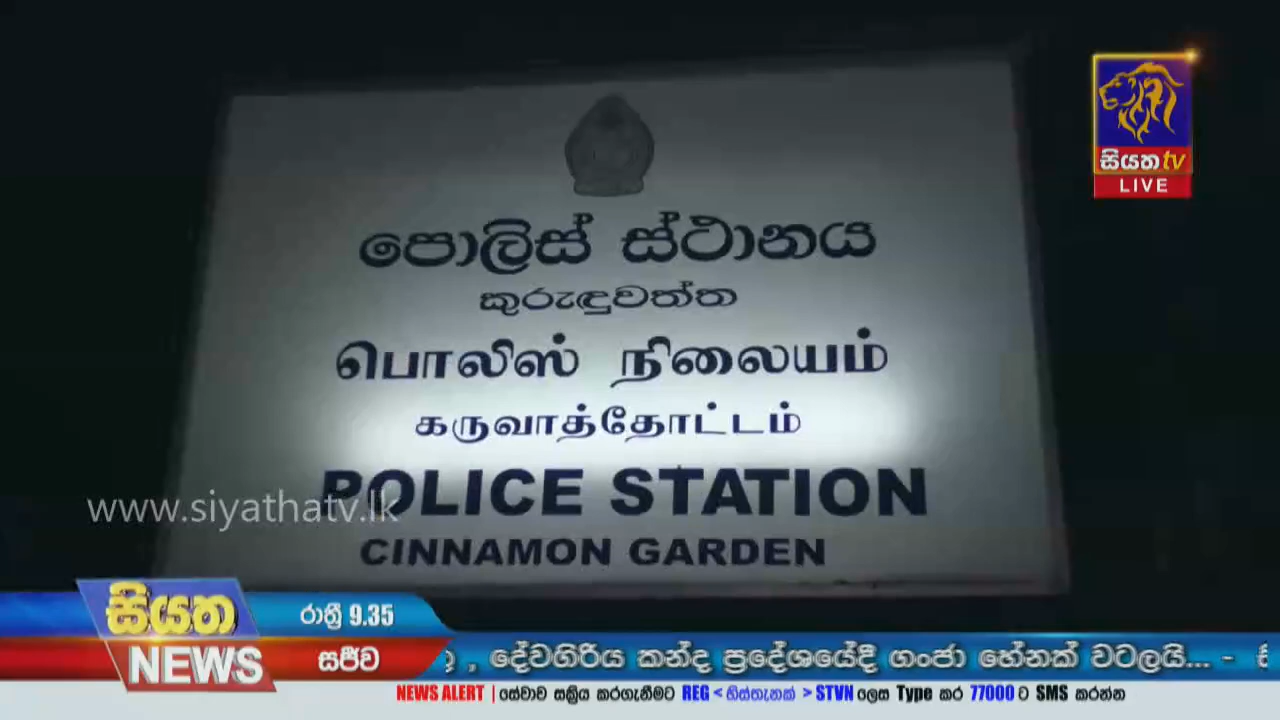 සියත tv
LIVE
පොලිස් ස්ථානය
කුරුඳුවත්ත
பொலிஸ் நிலையம்
கருவாத்தோட்டம்
POLICE STATION
www.siyathatv.lk
CINNAMON GARDEN
සියත
NEWS
රාත්‍රී 9.35
සජීව
, දේවගිරිය කන්ද ප්‍රදේශයේදී ගංජා හේනක් වටලයි... -
NEWS ALERT | සේවාව සක්‍රිය කරගැනීමට REG < හිස්තැනක් > STVN ලෙස Type කර 77000 ට SMS කරන්න